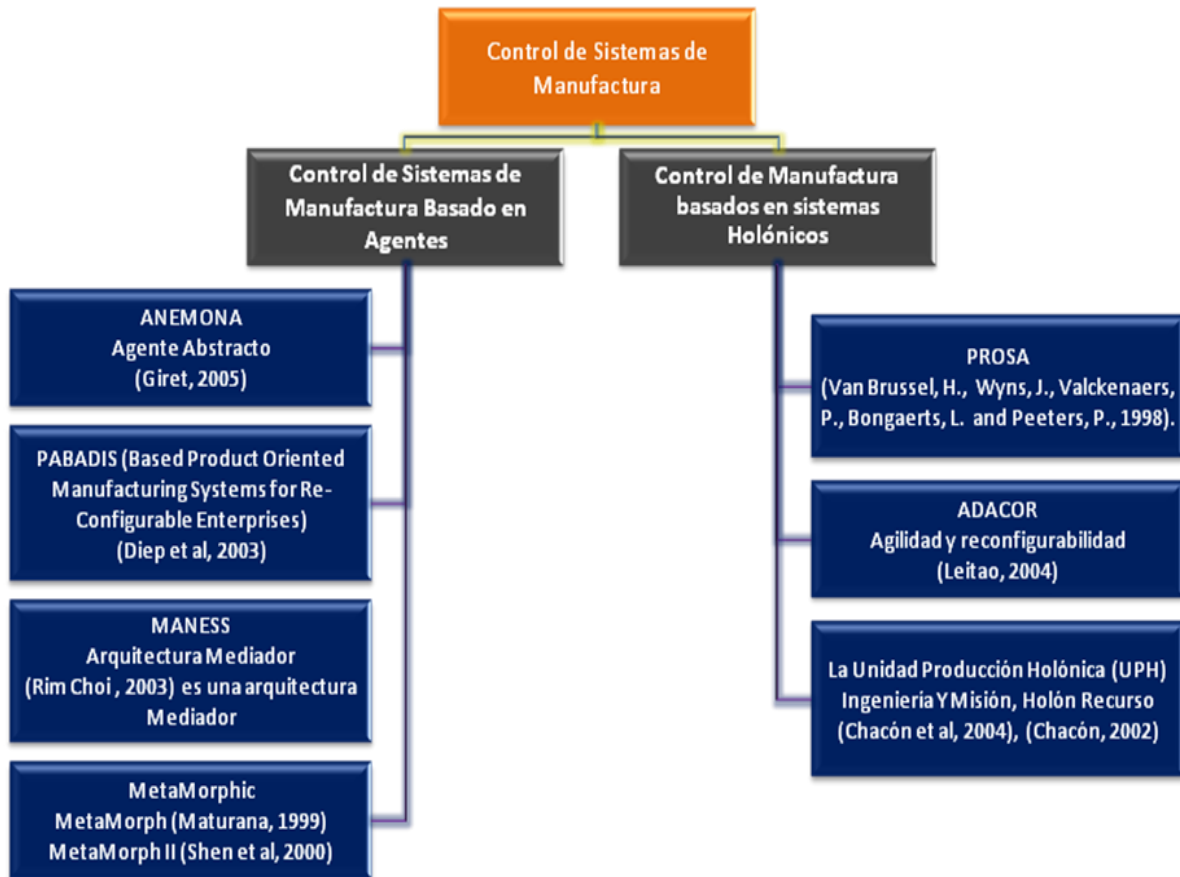 Control de Sistemas de
Manufactura
Control de Sistemas de
Manufactura Basado en
Agentes
Control de Manufactura
basados en sistemas
Holónicos
ANEMONA
Agente Abstracto
(Giret, 2005)
PABADIS (Based Product Oriented
Manufacturing Systems for Re-
Configurable Enterprises)
(Diep et al, 2003)
MANESS
Arquitectura Mediador
(Rim Choi , 2003) es una arquitectura
Mediador
MetaMorphic
MetaMorph (Maturana, 1999)
MetaMorph II (Shen et al, 2000)
PROSA
(Van Brussel, H., Wyns, J., Valckenaers,
P., Bongaerts, L. and Peeters, P., 1998).
ADACOR
Agilidad y reconfigurabilidad
(Leitao, 2004)
La Unidad Producción Holónica (UPH)
Ingeniería Y Misión, Holón Recurso
(Chacón et al, 2004), (Chacón, 2002)